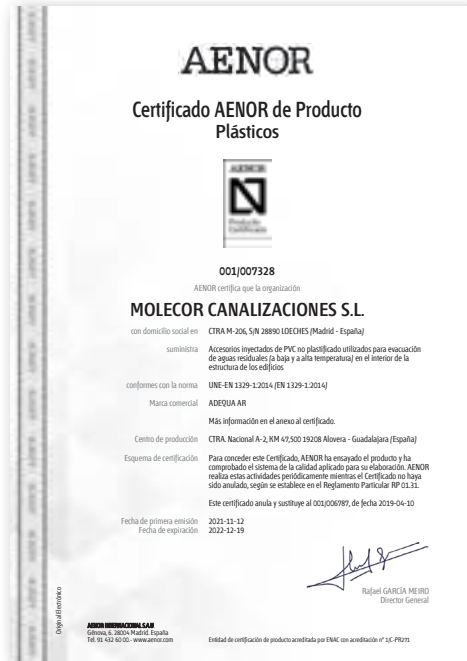 AENOR
Certificado AENOR de Producto
Plásticos
AENOR
N
Producto
Certificado
001/007328
AENOR certifica que la organización
MOLECOR CANALIZACIONES S.L.
con domicilio social en CTRA M-206, S/N 28890 LOECHES (Madrid - España)
suministra Accesorios inyectados de PVC no plastificado utilizados para evacuación
de aguas residuales (a baja y a alta temperatura) en el interior de la
estructura de los edificios
conformes con la norma UNE-EN 1329-1:2014 (EN 1329-1:2014)
Marca comercial ADEQUA AR
Más información en el anexo al certificado.
Centro de producción CTRA. Nacional A-2, KM 47,500 19208 Alovera - Guadalajara (España)
Esquema de certificación Para conceder este Certificado, AENOR ha ensayado el producto y ha
comprobado el sistema de la calidad aplicado para su elaboración. AENOR
realiza estas actividades periódicamente mientras el Certificado no haya
sido anulado, según se establece en el Reglamento Particular RP 01.31.
Este certificado anula y sustituye al 001/006787, de fecha 2019-04-10
Fecha de primera emisión 2021-11-12
Fecha de expiración 2022-12-19
Rafael GARCÍA MEIRO
Director General
Original Electrónico
AENOR INTERNACIONAL S.A.U
Génova, 6. 28004 Madrid. España
Tel. 91 432 60 00.- www.aenor.com
Entidad de certificación de producto acreditada por ENAC con acreditación nº 1/C-PR271